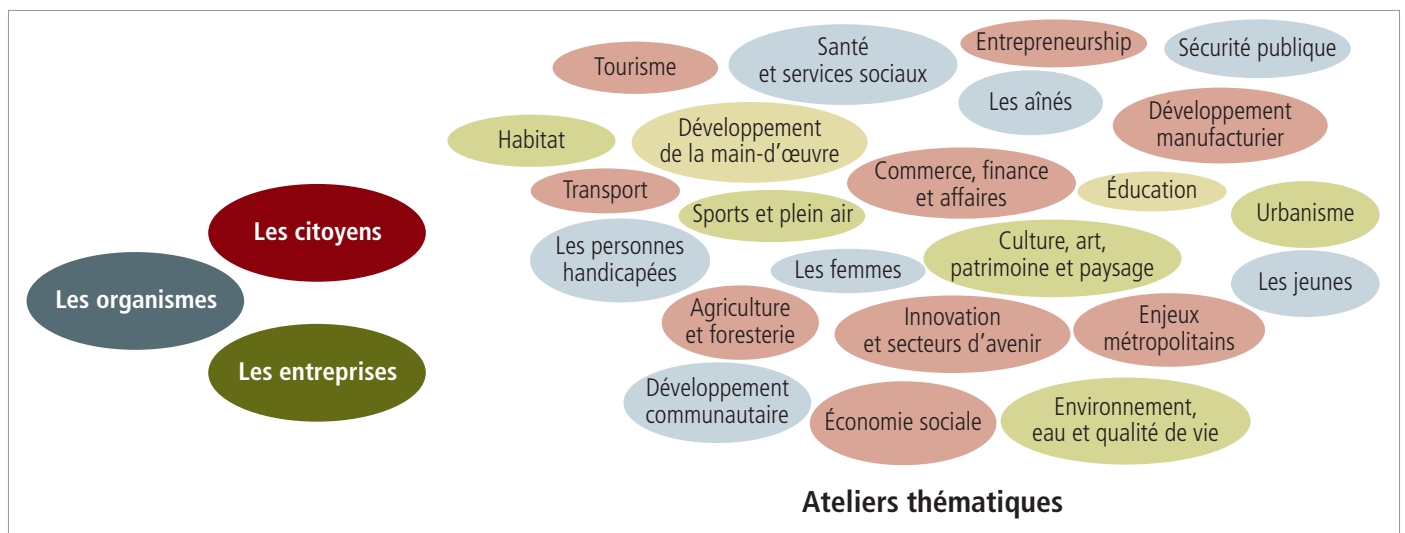 Les citoyens
Les organismes
Les entreprises
Tourisme
Santé
et services sociaux
Entrepreneurship
Sécurité publique
Les aînés
Développement
manufacturier
Habitat
Développement
de la main-d’œuvre
Commerce, finance
et affaires
Transport
Éducation
Sports et plein air
Urbanisme
Les personnes
handicapées
Les femmes
Culture, art,
patrimoine et paysage
Les jeunes
Agriculture
et foresterie
Innovation
et secteurs d’avenir
Enjeux
métropolitains
Développement
communautaire
Économie sociale
Environnement,
eau et qualité de vie
Ateliers thématiques